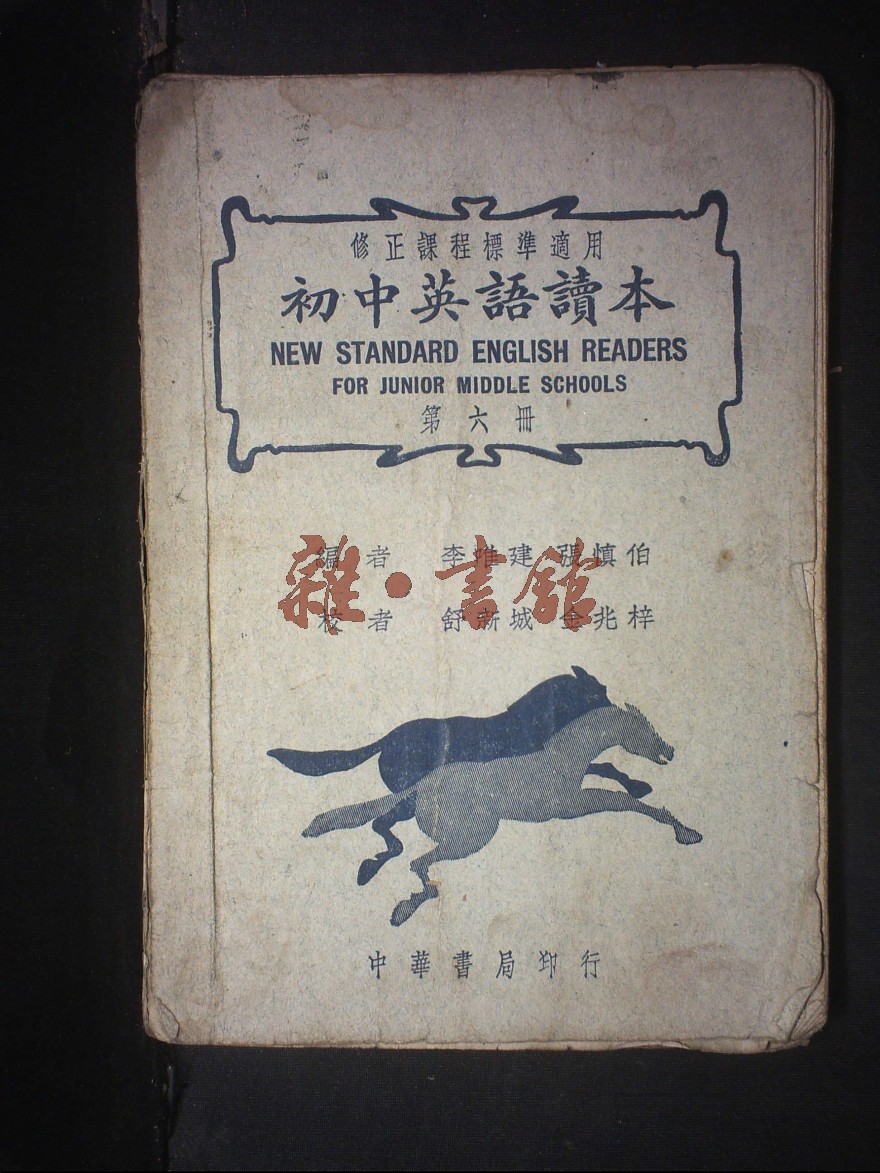 修正課程標準適用
初中英語讀本
NEW STANDARD ENGLISH READERS
FOR JUNIOR MIDDLE SCHOOLS
第六冊
編者 李唯建 張慎伯
校者 舒新城 金兆梓
雜·書館
中華書局印行